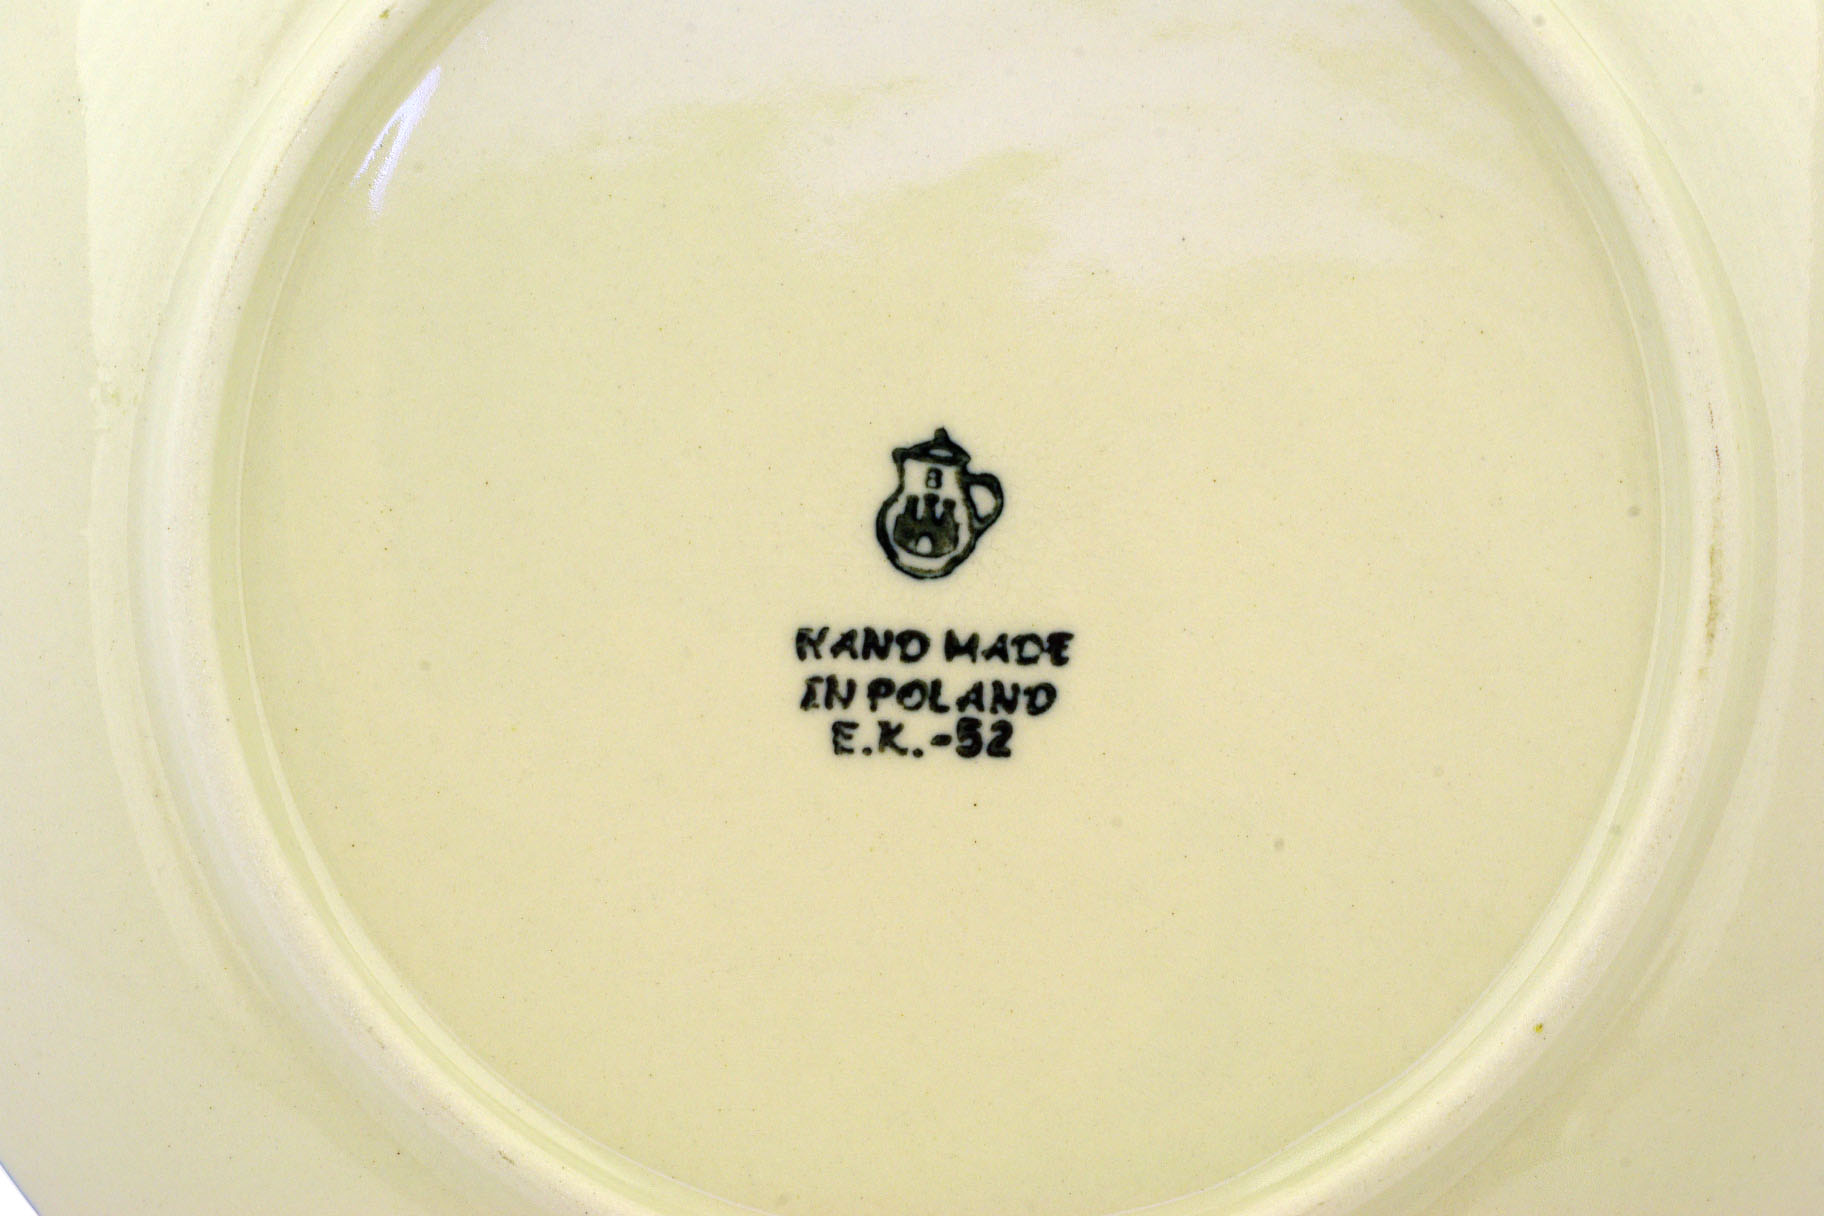 B
HAND MADE
IN POLAND
E.K.-52